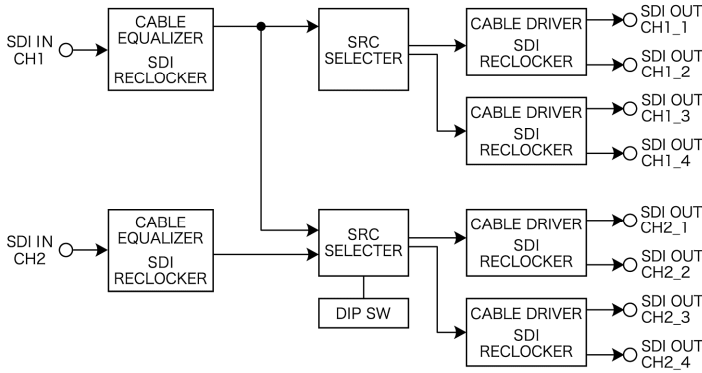 SDI IN
CH1
CABLE
EQUALIZER
SDI
RECLOCKER
SRC
SELECTER
CABLE DRIVER
SDI
RECLOCKER
SDI OUT
CH1_1
SDI OUT
CH1_2
CABLE DRIVER
SDI
RECLOCKER
SDI OUT
CH1_3
SDI OUT
CH1_4
SDI IN
CH2
CABLE
EQUALIZER
SDI
RECLOCKER
SRC
SELECTER
DIP SW
CABLE DRIVER
SDI
RECLOCKER
SDI OUT
CH2_1
SDI OUT
CH2_2
CABLE DRIVER
SDI
RECLOCKER
SDI OUT
CH2_3
SDI OUT
CH2_4